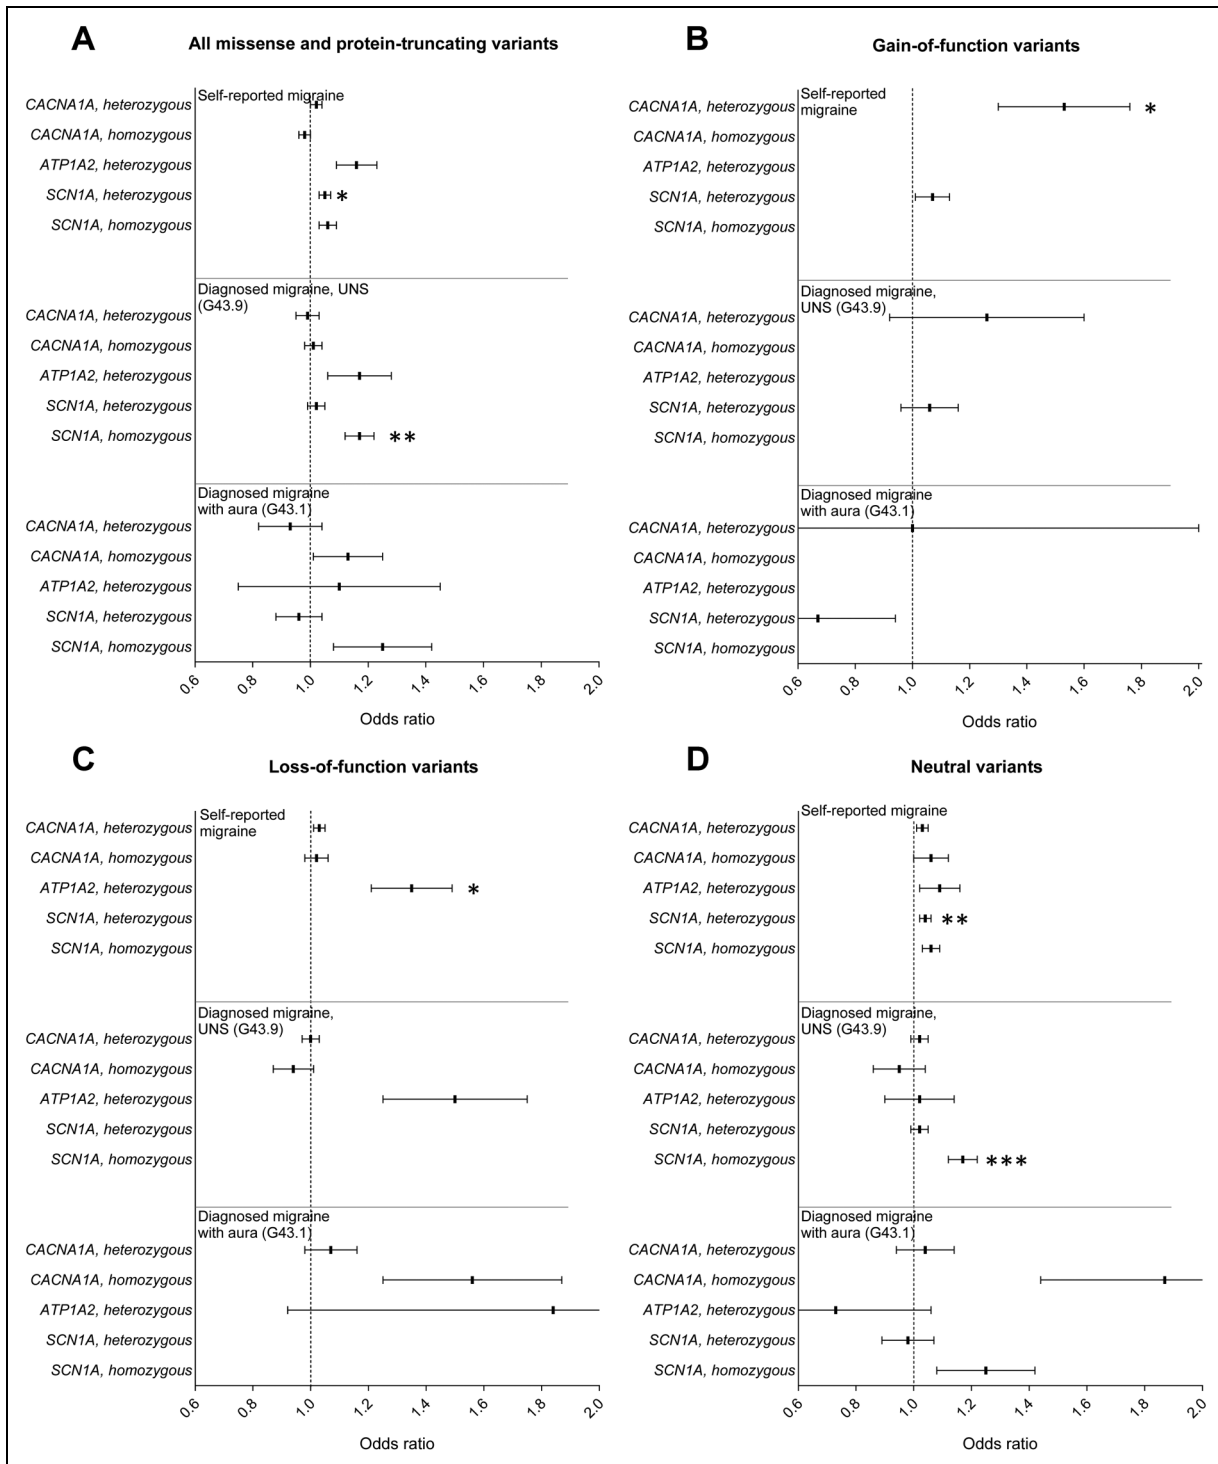 A
All missense and protein-truncating variants
Self-reported migraine
CACNA1A, heterozygous
CACNA1A, homozygous
ATP1A2, heterozygous
SCN1A, heterozygous *
SCN1A, homozygous
Diagnosed migraine, UNS
(G43.9)
CACNA1A, heterozygous
CACNA1A, homozygous
ATP1A2, heterozygous
SCN1A, heterozygous
SCN1A, homozygous **
Diagnosed migraine
with aura (G43.1)
CACNA1A, heterozygous
CACNA1A, homozygous
ATP1A2, heterozygous
SCN1A, heterozygous
SCN1A, homozygous
0.6 0.8 1.0 1.2 1.4 1.6 1.8 2.0
Odds ratio
B
Gain-of-function variants
Self-reported
migraine
CACNA1A, heterozygous *
CACNA1A, homozygous
ATP1A2, heterozygous
SCN1A, heterozygous
SCN1A, homozygous
Diagnosed migraine,
UNS (G43.9)
CACNA1A, heterozygous
CACNA1A, homozygous
ATP1A2, heterozygous
SCN1A, heterozygous
SCN1A, homozygous
Diagnosed migraine
with aura (G43.1)
CACNA1A, heterozygous
CACNA1A, homozygous
ATP1A2, heterozygous
SCN1A, heterozygous
SCN1A, homozygous
0.6 0.8 1.0 1.2 1.4 1.6 1.8 2.0
Odds ratio
C
Loss-of-function variants
Self-reported
migraine
CACNA1A, heterozygous
CACNA1A, homozygous
ATP1A2, heterozygous *
SCN1A, heterozygous
SCN1A, homozygous
Diagnosed migraine,
UNS (G43.9)
CACNA1A, heterozygous
CACNA1A, homozygous
ATP1A2, heterozygous
SCN1A, heterozygous
SCN1A, homozygous
Diagnosed migraine
with aura (G43.1)
CACNA1A, heterozygous
CACNA1A, homozygous
ATP1A2, heterozygous
SCN1A, heterozygous
SCN1A, homozygous
0.6 0.8 1.0 1.2 1.4 1.6 1.8 2.0
Odds ratio
D
Neutral variants
Self-reported migraine
CACNA1A, heterozygous
CACNA1A, homozygous
ATP1A2, heterozygous
SCN1A, heterozygous **
SCN1A, homozygous
Diagnosed migraine,
UNS (G43.9)
CACNA1A, heterozygous
CACNA1A, homozygous
ATP1A2, heterozygous
SCN1A, heterozygous
SCN1A, homozygous ***
Diagnosed migraine
with aura (G43.1)
CACNA1A, heterozygous
CACNA1A, homozygous
ATP1A2, heterozygous
SCN1A, heterozygous
SCN1A, homozygous
0.6 0.8 1.0 1.2 1.4 1.6 1.8 2.0
Odds ratio